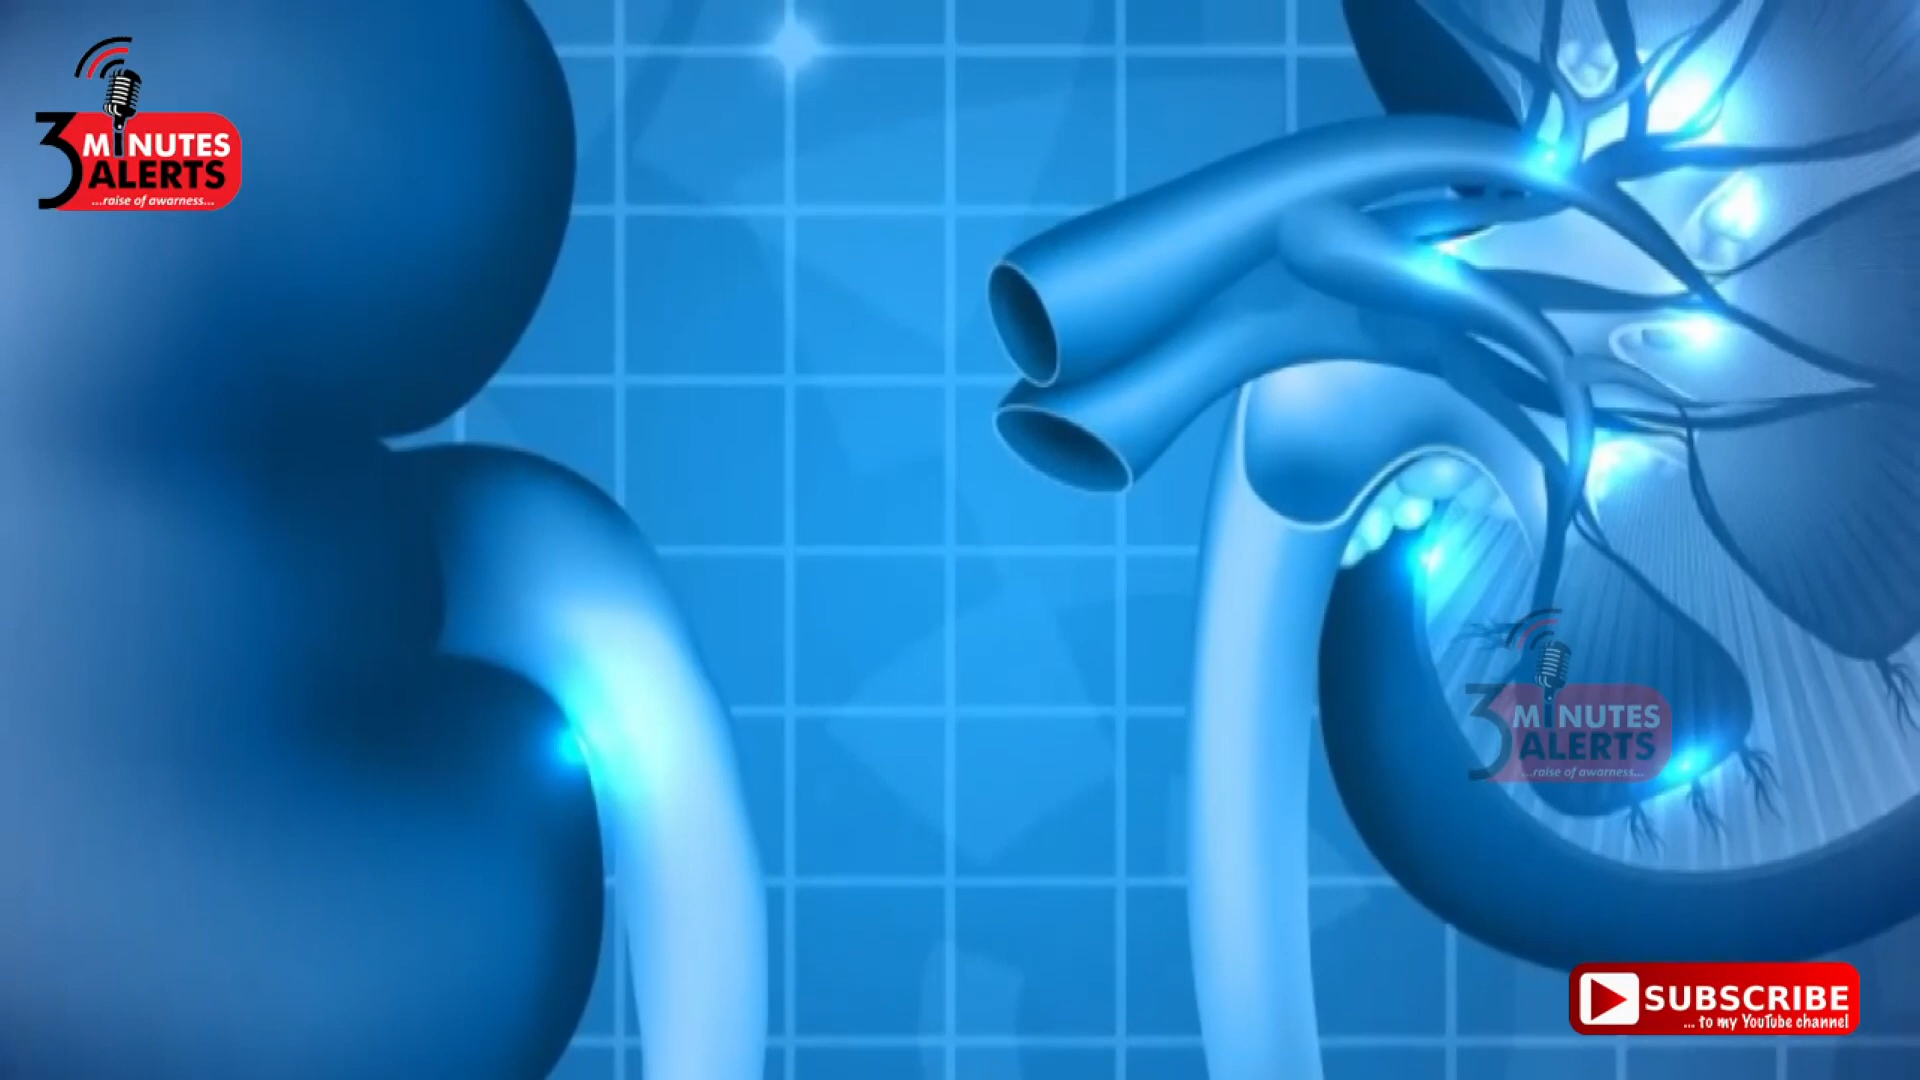 3 MINUTES
ALERTS
...raise of awarness...
3 MINUTES
ALERTS
...raise of awarness...
SUBSCRIBE
... to my YouTube channel